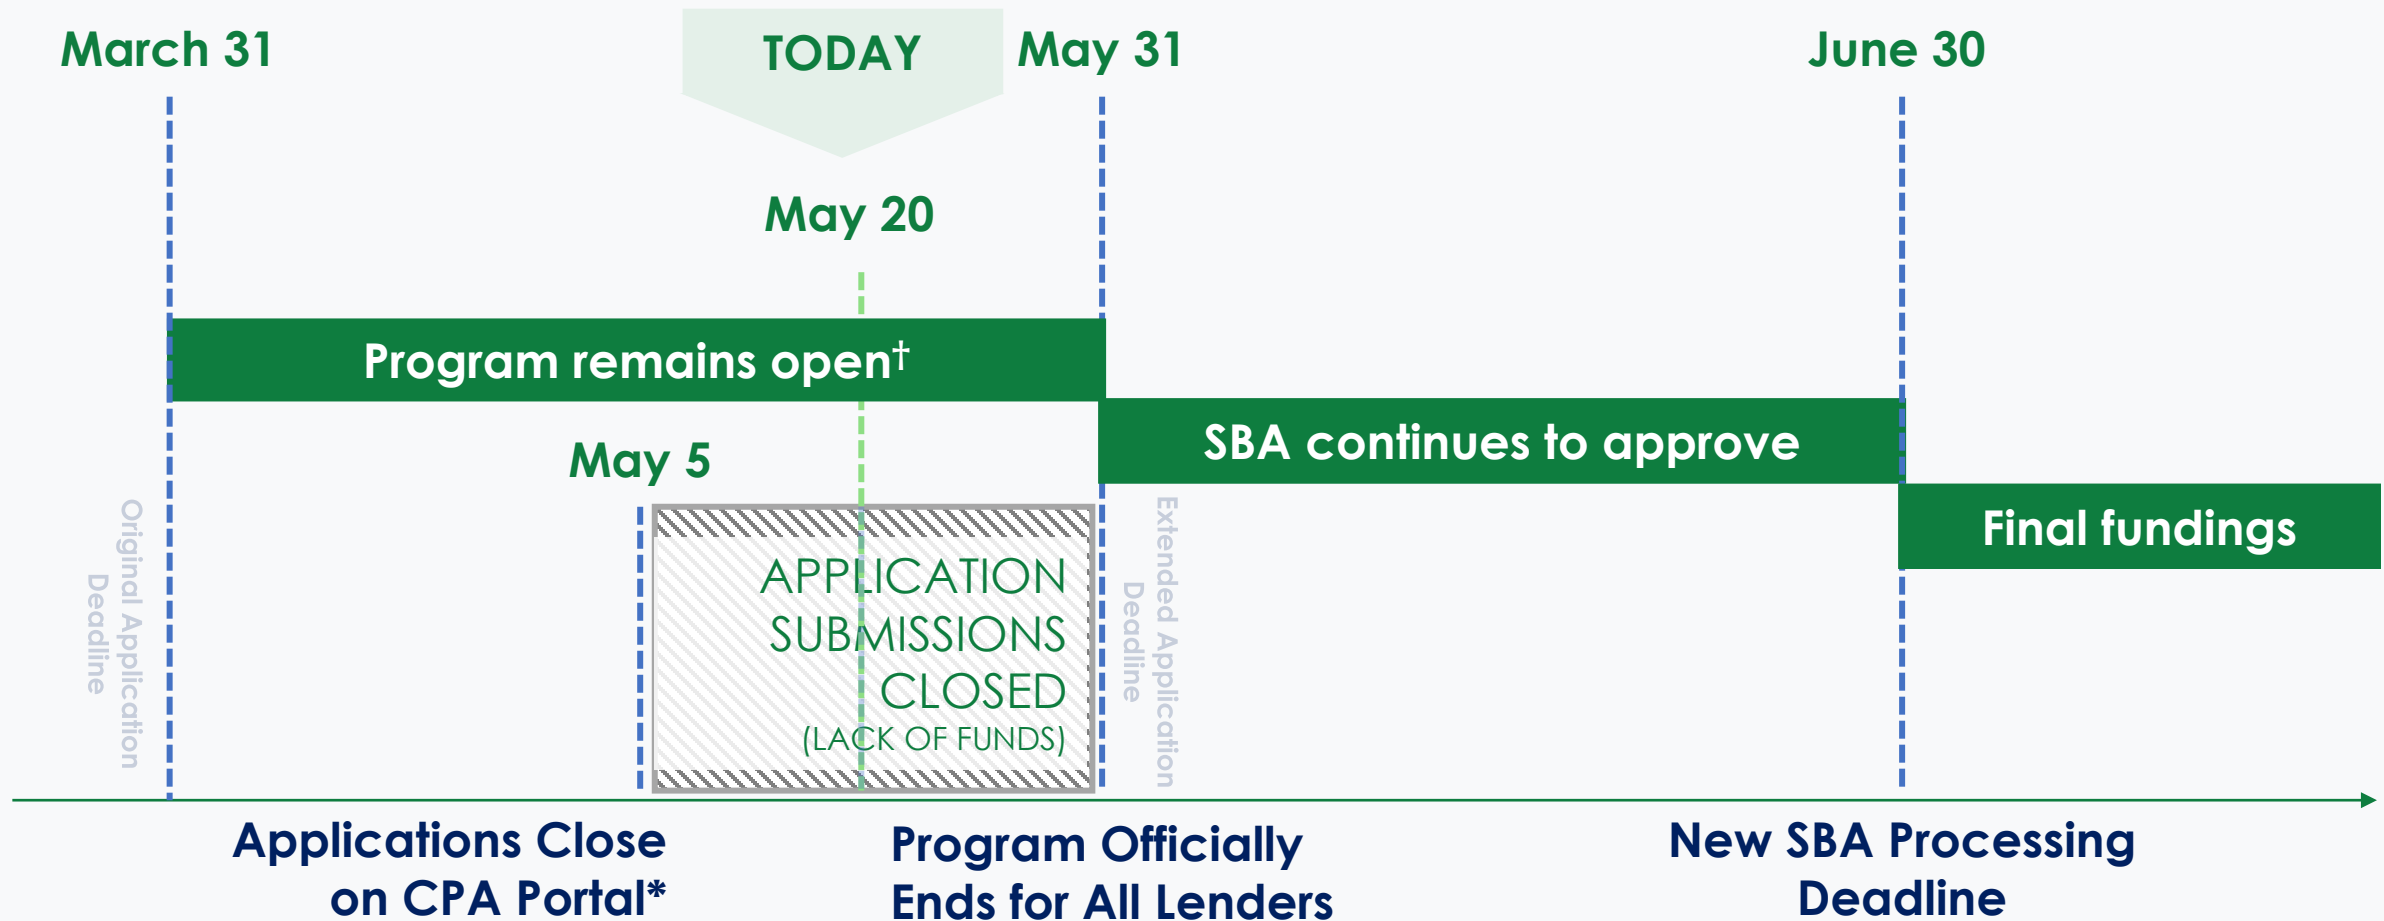 March 31
TODAY
May 31
June 30
May 20
Program remains open†
SBA continues to approve
May 5
Final fundings
Original Application
Deadline
APPLICATION
SUBMISSIONS
CLOSED
(LACK OF FUNDS)
Extended Application
Deadline
Applications Close
on CPA Portal*
Program Officially
Ends for All Lenders
New SBA Processing
Deadline